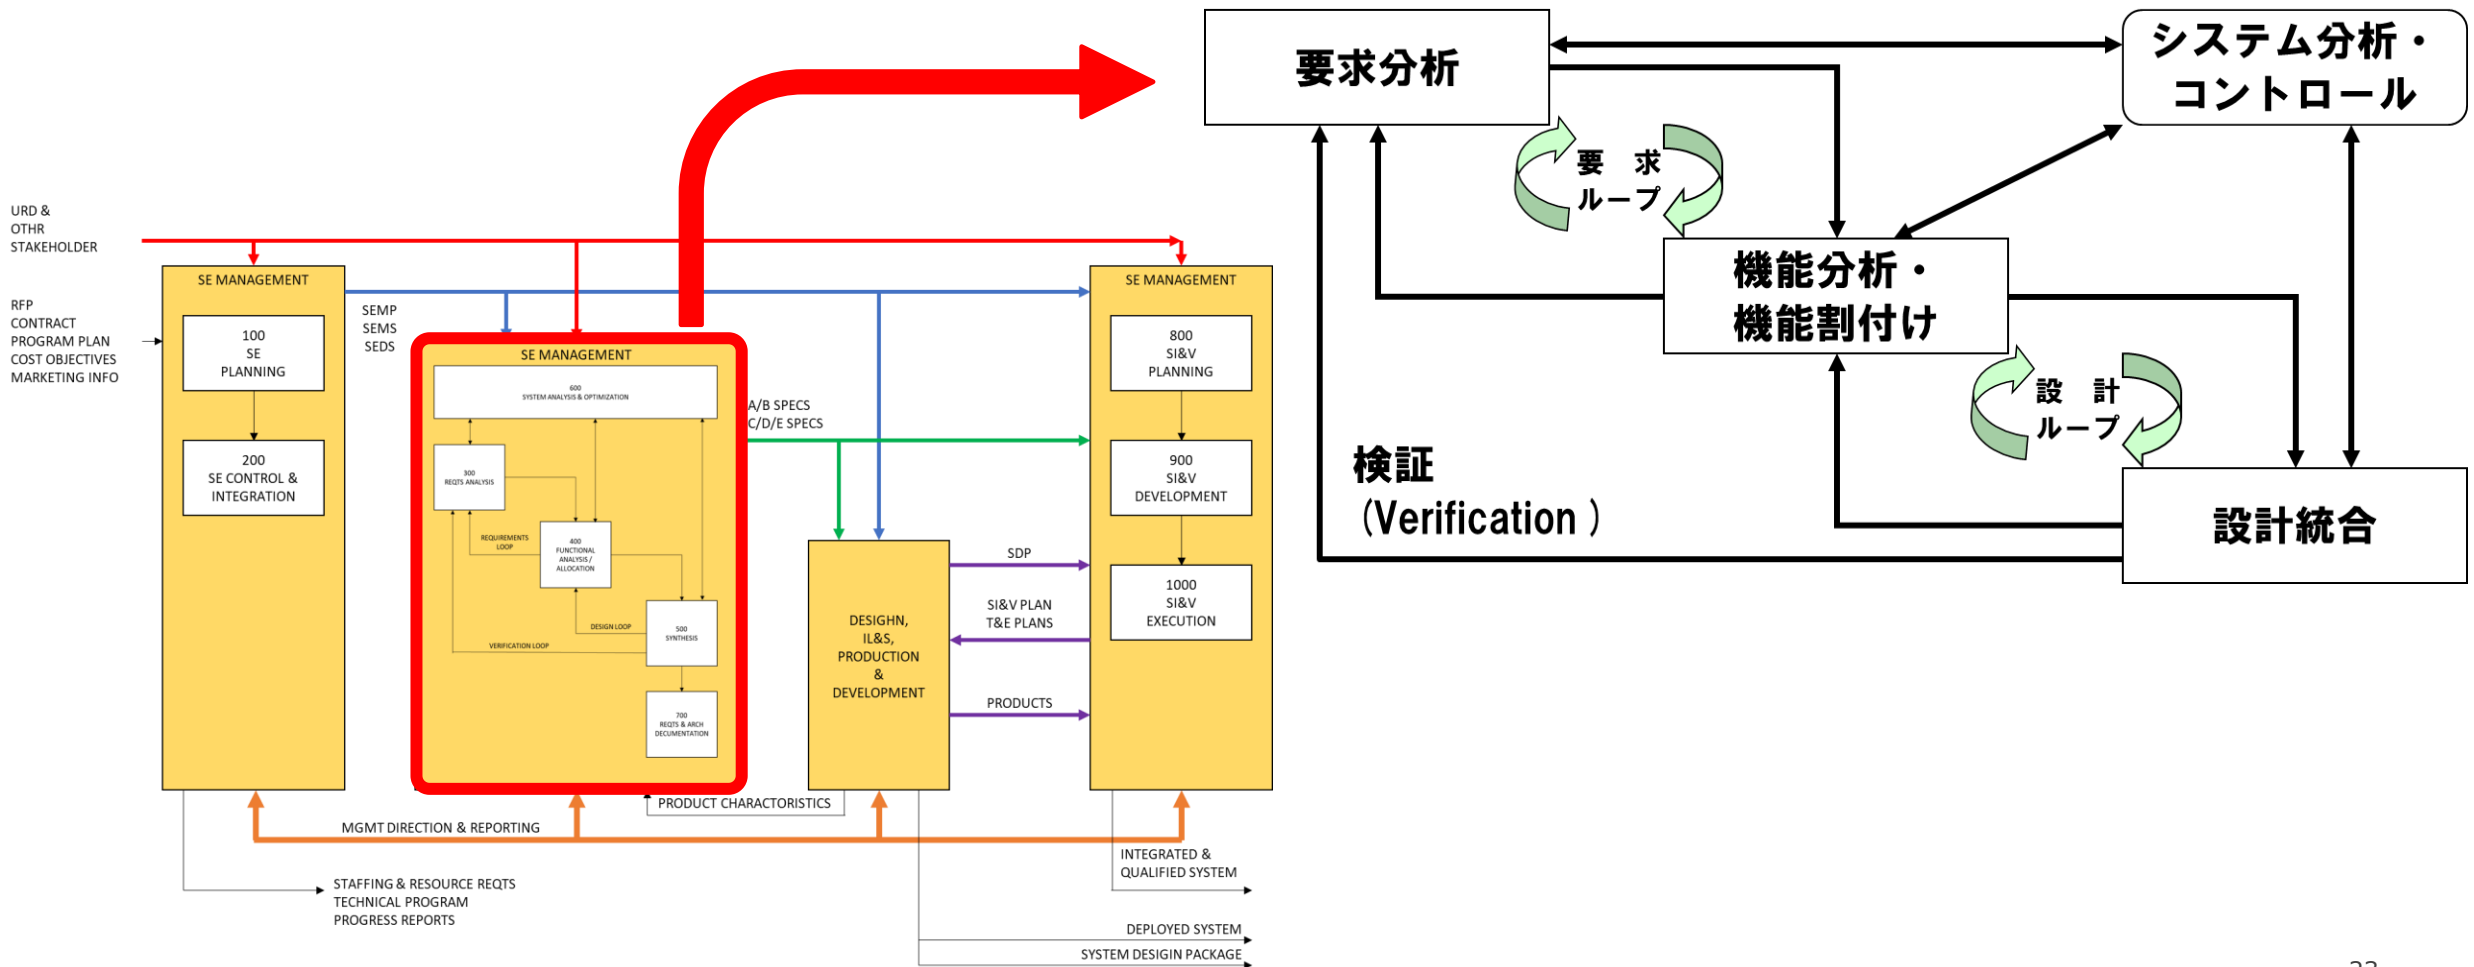 要求分析
システム分析・
コントロール
要　求
ループ
機能分析・
機能割付け
設　計
ループ
検証
（Verification ）
設計統合
URD &
OTHR
STAKEHOLDER
RFP
CONTRACT
PROGRAM PLAN
COST OBJECTIVES
MARKETING INFO
SE MANAGEMENT
100
SE
PLANNING
200
SE CONTROL &
INTEGRATION
SEMP
SEMS
SEDS
SE MANAGEMENT
600
SYSTEM ANALYSIS & OPTIMIZATION
300
REQTS ANALYSIS
REQUIREMENTS
LOOP
400
FUNCTIONAL
ANALYSIS /
ALLOCATION
DESIGN LOOP
500
SYNTHESIS
VERIFICATION LOOP
700
REQTS & ARCH
DECUMENTATION
A/B SPECS
C/D/E SPECS
DESIGHN,
IL&S,
PRODUCTION
&
DEVELOPMENT
SDP
SI&V PLAN
T&E PLANS
PRODUCTS
SE MANAGEMENT
800
SI&V
PLANNING
900
SI&V
DEVELOPMENT
1000
SI&V
EXECUTION
PRODUCT CHARACTORISTICS
MGMT DIRECTION & REPORTING
STAFFING & RESOURCE REQTS
TECHNICAL PROGRAM
PROGRESS REPORTS
INTEGRATED &
QUALIFIED SYSTEM
DEPLOYED SYSTEM
SYSTEM DESIGIN PACKAGE